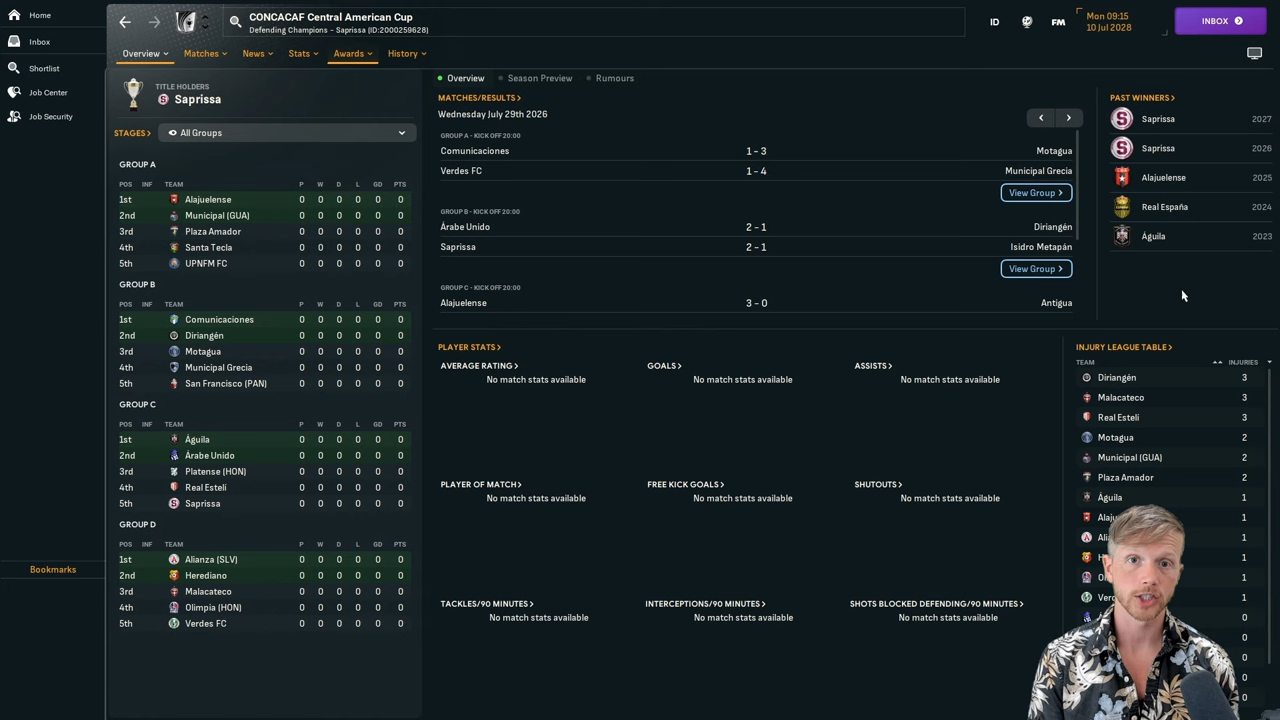 Home
Inbox
Shortlist
Job Center
Job Security
Bookmarks
CONCACAF Central American Cup
Defending Champions - Saprissa (ID:2000259628)
ID
FM
Mon 09:15
10 Jul 2028
INBOX
Overview
Matches
News
Stats
Awards
History
TITLE HOLDERS
Saprissa
STAGES
All Groups
GROUP A
POS INF TEAM P W D L GD PTS
1st Alajuelense 0 0 0 0 0 0
2nd Municipal (GUA) 0 0 0 0 0 0
3rd Plaza Amador 0 0 0 0 0 0
4th Santa Tecla 0 0 0 0 0 0
5th UPNFM FC 0 0 0 0 0 0
GROUP B
POS INF TEAM P W D L GD PTS
1st Comunicaciones 0 0 0 0 0 0
2nd Diriangén 0 0 0 0 0 0
3rd Motagua 0 0 0 0 0 0
4th Municipal Grecia 0 0 0 0 0 0
5th San Francisco (PAN) 0 0 0 0 0 0
GROUP C
POS INF TEAM P W D L GD PTS
1st Águila 0 0 0 0 0 0
2nd Árabe Unido 0 0 0 0 0 0
3rd Platense (HON) 0 0 0 0 0 0
4th Real Estelí 0 0 0 0 0 0
5th Saprissa 0 0 0 0 0 0
GROUP D
POS INF TEAM P W D L GD PTS
1st Alianza (SLV) 0 0 0 0 0 0
2nd Herediano 0 0 0 0 0 0
3rd Malacateco 0 0 0 0 0 0
4th Olimpia (HON) 0 0 0 0 0 0
5th Verdes FC 0 0 0 0 0 0
Overview Season Preview Rumours
MATCHES/RESULTS
Wednesday July 29th 2026
GROUP A - KICK OFF 20:00
Comunicaciones 1 - 3 Motagua
Verdes FC 1 - 4 Municipal Grecia
View Group
GROUP B - KICK OFF 20:00
Árabe Unido 2 - 1 Diriangén
Saprissa 2 - 1 Isidro Metapán
View Group
GROUP C - KICK OFF 20:00
Alajuelense 3 - 0 Antigua
PAST WINNERS
Saprissa 2027
Saprissa 2026
Alajuelense 2025
Real España 2024
Águila 2023
PLAYER STATS
AVERAGE RATING GOALS ASSISTS
No match stats available No match stats available No match stats available
PLAYER OF MATCH FREE KICK GOALS SHUTOUTS
No match stats available No match stats available No match stats available
TACKLES/90 MINUTES INTERCEPTIONS/90 MINUTES SHOTS BLOCKED DEFENDING/90 MINUTES
No match stats available No match stats available No match stats available
INJURY LEAGUE TABLE
TEAM INJURIES
Diriangén 3
Malacateco 3
Real Estelí 3
Motagua 2
Municipal (GUA) 2
Plaza Amador 2
Águila 1
1
1
1
1
1
0
0
0
0
0